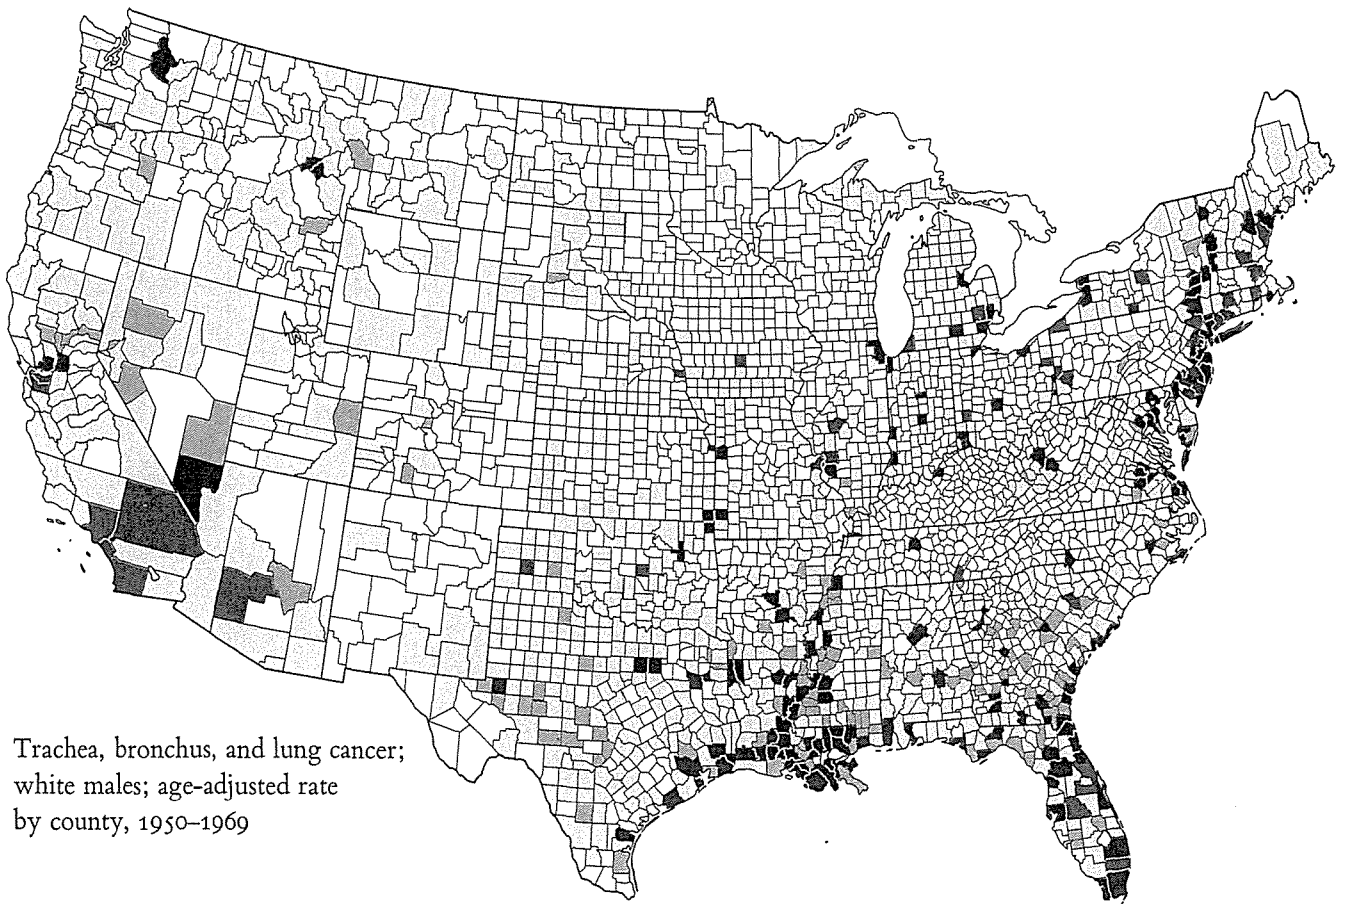 Trachea, bronchus, and lung cancer;
white males; age-adjusted rate
by county, 1950–1969